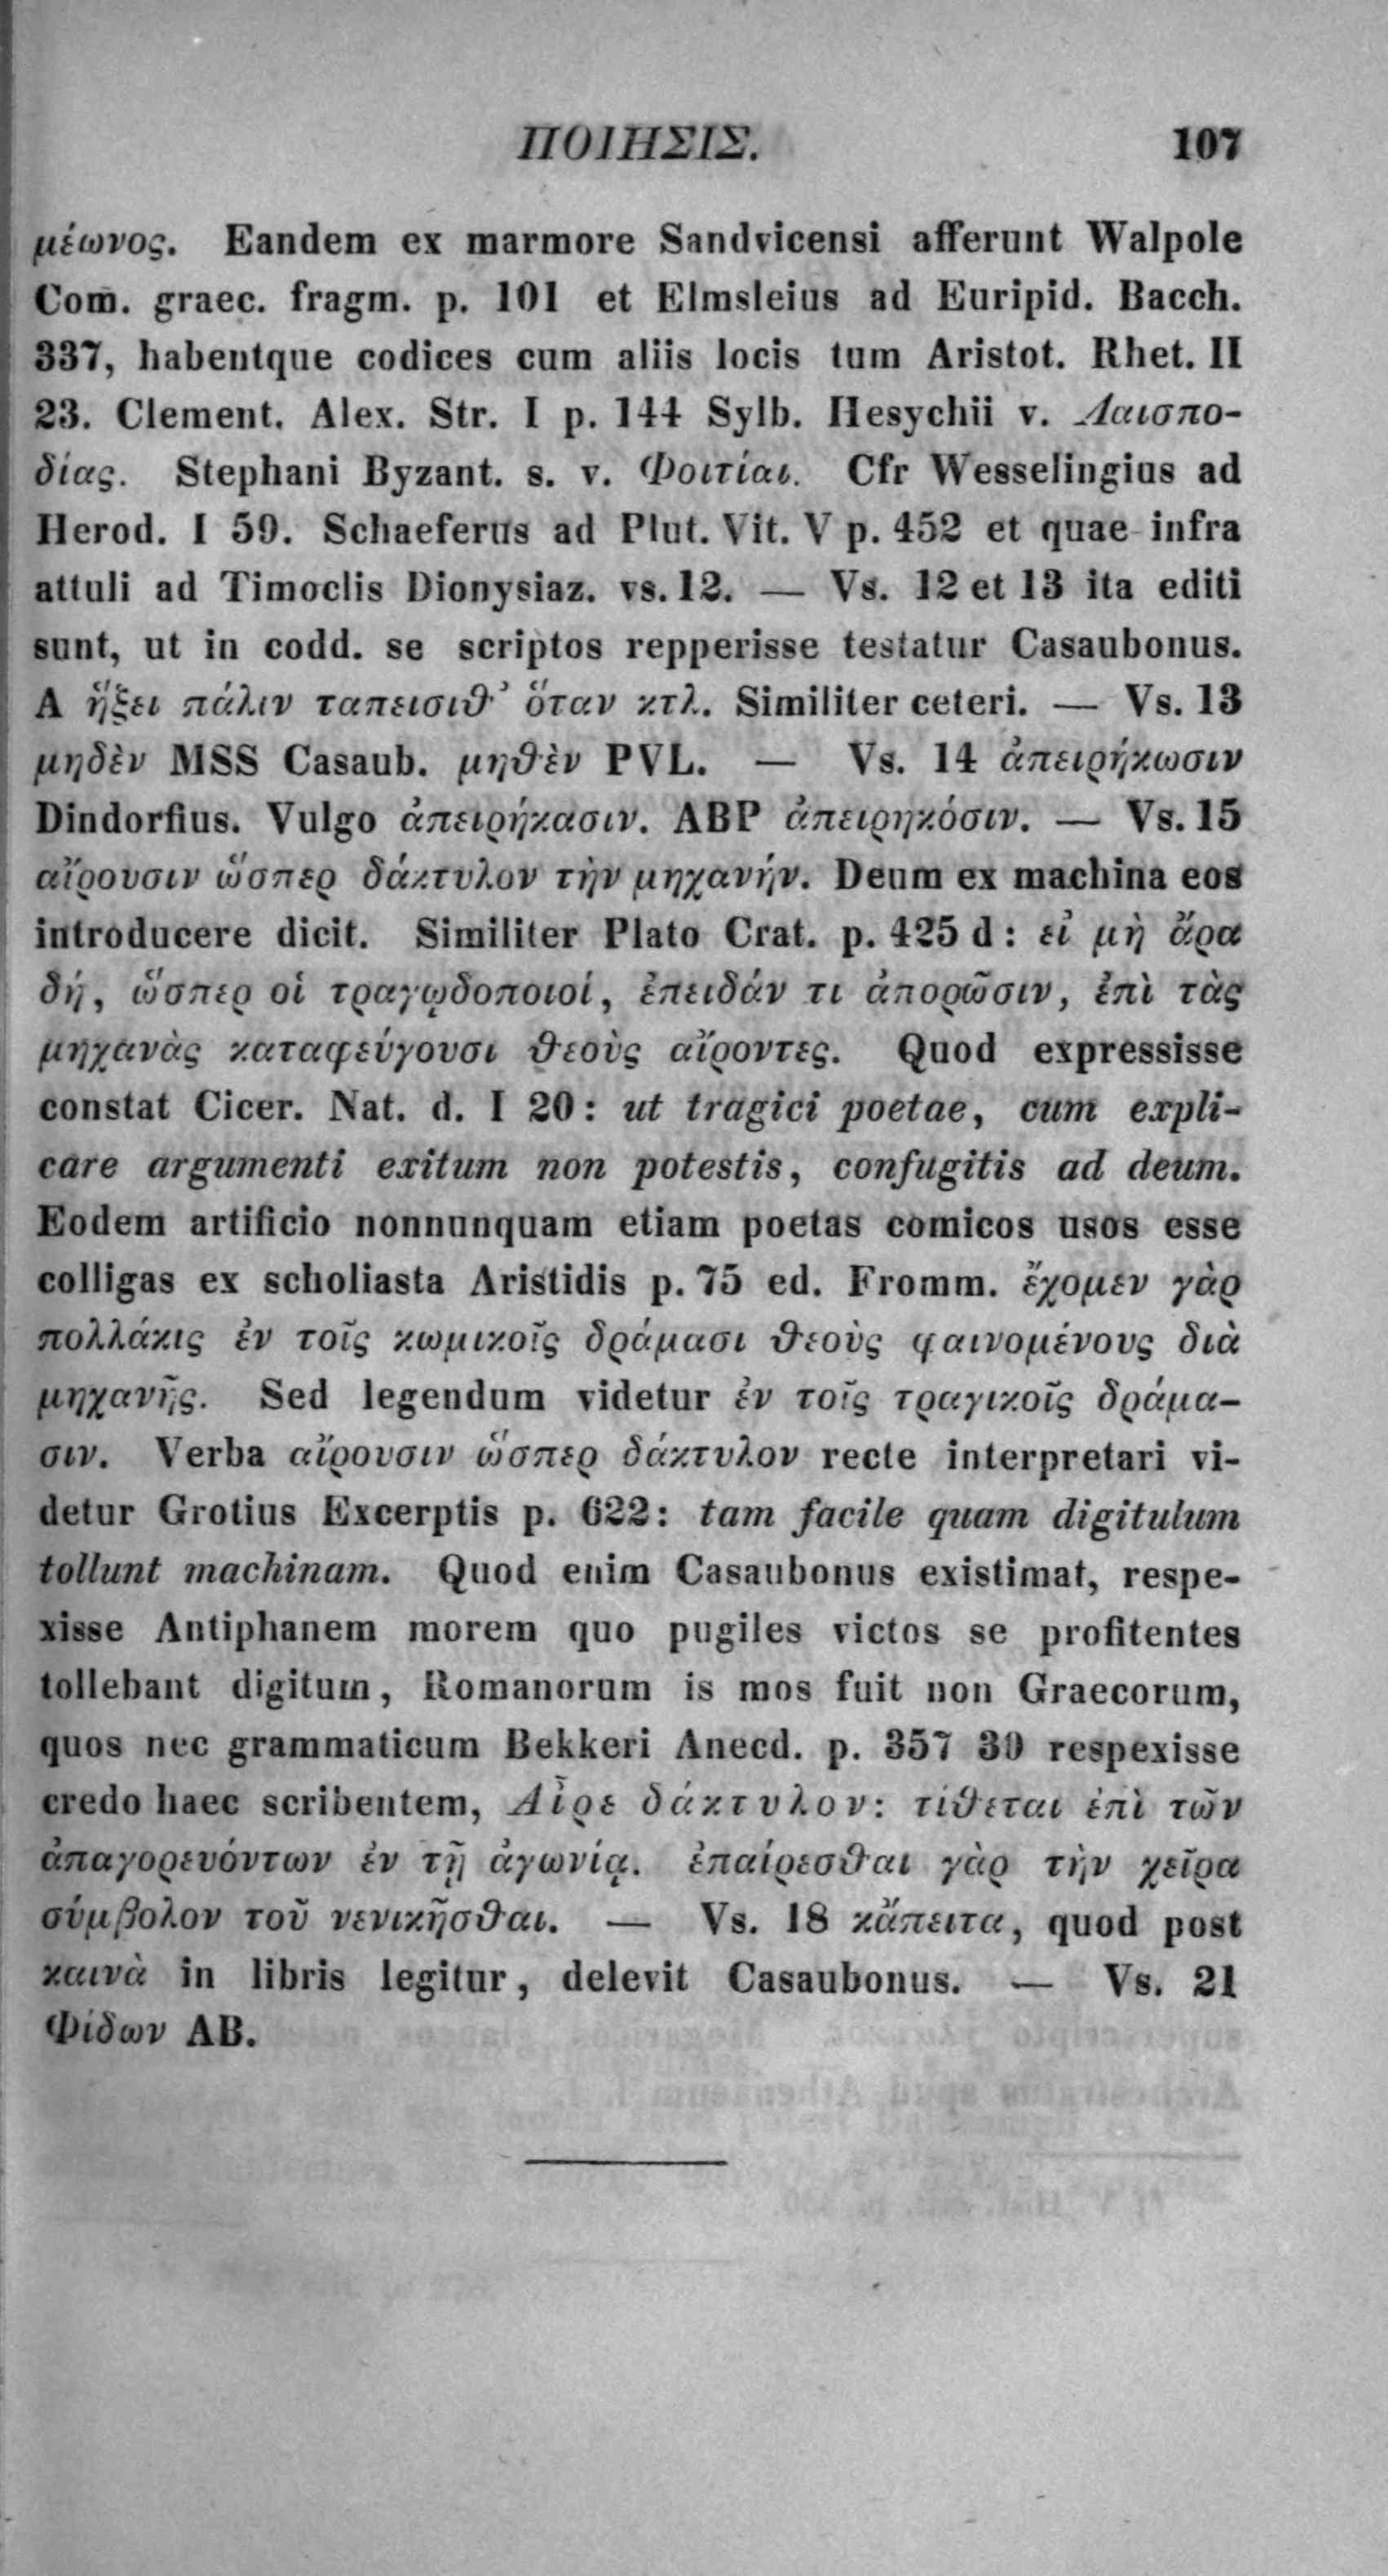 ΠΟΙΗΣΙΣ. 107
μέωνος. Eandem ex marmore Sandvicensi afferunt Walpole
Com. graec. fragm. p. 101 et Elmsleius ad Euripid. Bacch.
337, habentque codices cum aliis locis tum Aristot. Rhet. II
23. Clement. Alex. Str. I p. 144 Sylb. Hesychii v. Λαισπο-
δίας. Stephani Byzant. s. v. Φοιτίαι. Cfr Wesselingius ad
Herod. I 59. Schaeferus ad Plut. Vit. V p. 452 et quae infra
attuli ad Timoclis Dionysiaz. vs. 12. — Vs. 12 et 13 ita editi
sunt, ut in codd. se scriptos repperisse testatur Casaubonus.
A ἥξει πάλιν ταπεισιθ᾽ ὅταν κτλ. Similiter ceteri. — Vs. 13
μηδὲν MSS Casaub. μηθὲν PVL. — Vs. 14 ἀπειρήκωσιν
Dindorfius. Vulgo ἀπειρήκασιν. ABP ἀπειρηκόσιν. — Vs. 15
αἴρουσιν ὥσπερ δάκτυλον τὴν μηχανήν. Deum ex machina eos
introducere dicit. Similiter Plato Crat. p. 425 d: εἰ μὴ ἄρα
δή, ὥσπερ οἱ τραγῳδοποιοί, ἐπειδάν τι ἀπορῶσιν, ἐπὶ τὰς
μηχανὰς καταφεύγουσι θεοὺς αἴροντες. Quod expressisse
constat Cicer. Nat. d. I 20: ut tragici poetae, cum expli-
care argumenti exitum non potestis, confugitis ad deum.
Eodem artificio nonnunquam etiam poetas comicos usos esse
colligas ex scholiasta Aristidis p. 75 ed. Fromm. ἔχομεν γὰρ
πολλάκις ἐν τοῖς κωμικοῖς δράμασι θεοὺς φαινομένους διὰ
μηχανῆς. Sed legendum videtur ἐν τοῖς τραγικοῖς δράμα-
σιν. Verba αἴρουσιν ὥσπερ δάκτυλον recte interpretari vi-
detur Grotius Excerptis p. 622: tam facile quam digitulum
tollunt machinam. Quod enim Casaubonus existimat, respe-
xisse Antiphanem morem quo pugiles victos se profitentes
tollebant digitum, Romanorum is mos fuit non Graecorum,
quos nec grammaticum Bekkeri Anecd. p. 357 39 respexisse
credo haec scribentem, Αἶρε δάκτυλον: τίθεται ἐπὶ τῶν
ἀπαγορευόντων ἐν τῇ ἀγωνίᾳ. ἐπαίρεσθαι γὰρ τὴν χεῖρα
σύμβολον τοῦ νενικῆσθαι. — Vs. 18 κἄπειτα, quod post
καινὰ in libris legitur, delevit Casaubonus. — Vs. 21
Φίδων AB.